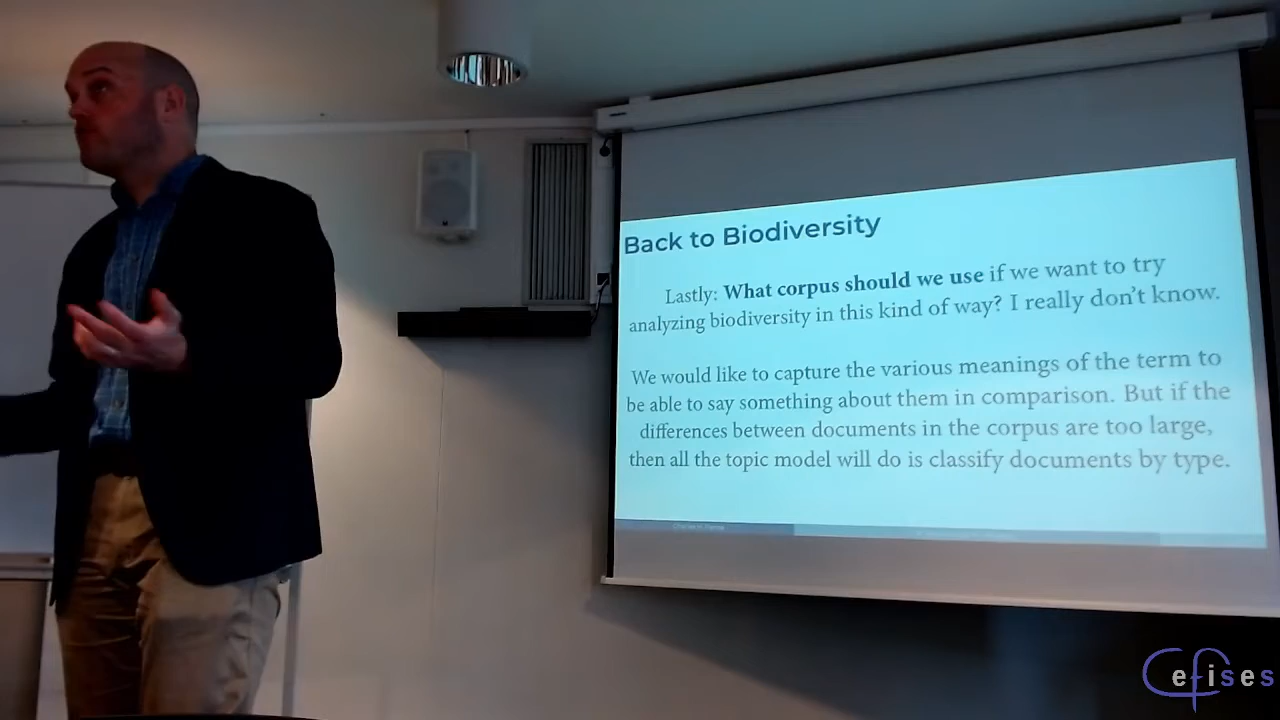 Back to Biodiversity
Lastly: What corpus should we use if we want to try
analyzing biodiversity in this kind of way? I really don't know.
We would like to capture the various meanings of the term to
be able to say something about them in comparison. But if the
differences between documents in the corpus are too large,
then all the topic model will do is classify documents by type.
Cefises